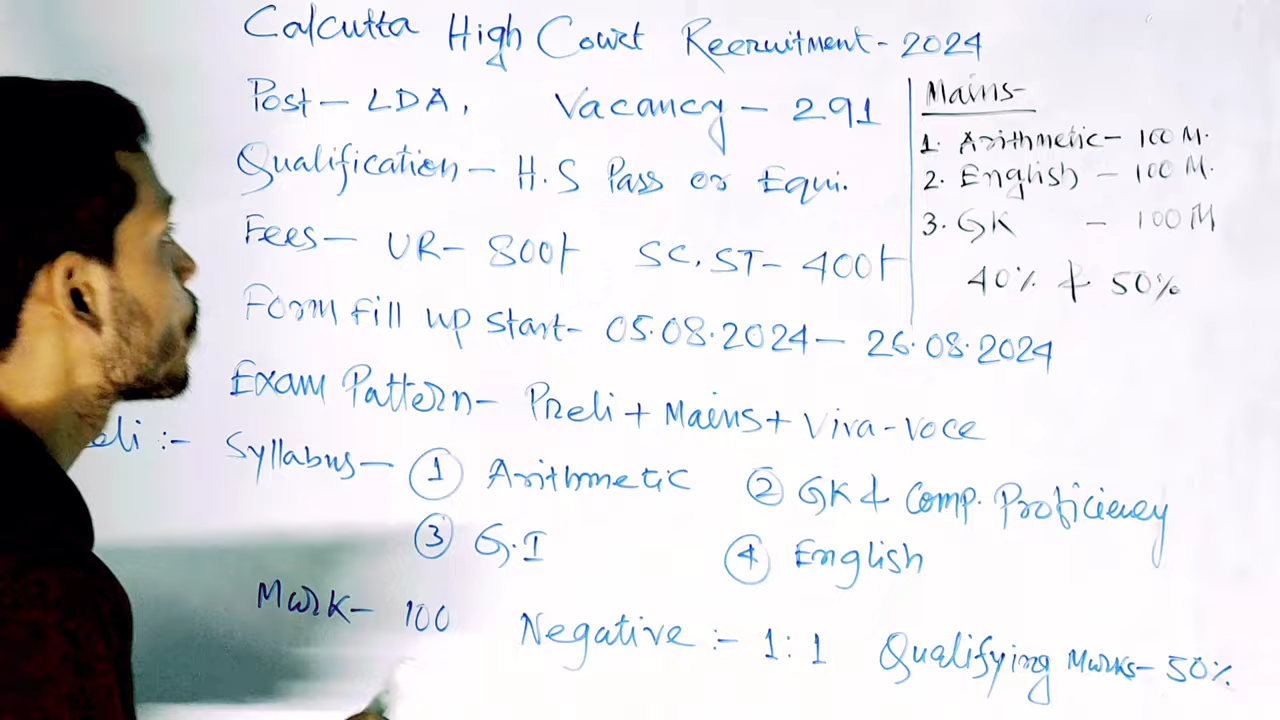 Calcutta High Court Recruitment - 2024
Post - LDA, Vacancy - 291
Qualification - H.S Pass or Equi.
Fees - UR - 800/- SC, ST - 400/-
Form fill up start - 05.08.2024 - 26.08.2024
Exam Pattern - Preli + Mains + Viva-voce
eli :- Syllabus - ① Arithmetic ② GK & Comp. Proficiency
③ G.I ④ English
Mark - 100 Negative :- 1:1 Qualifying Marks - 50%
Mains -
1. Arithmetic - 100 M.
2. English - 100 M.
3. GK - 100 M
40% & 50%